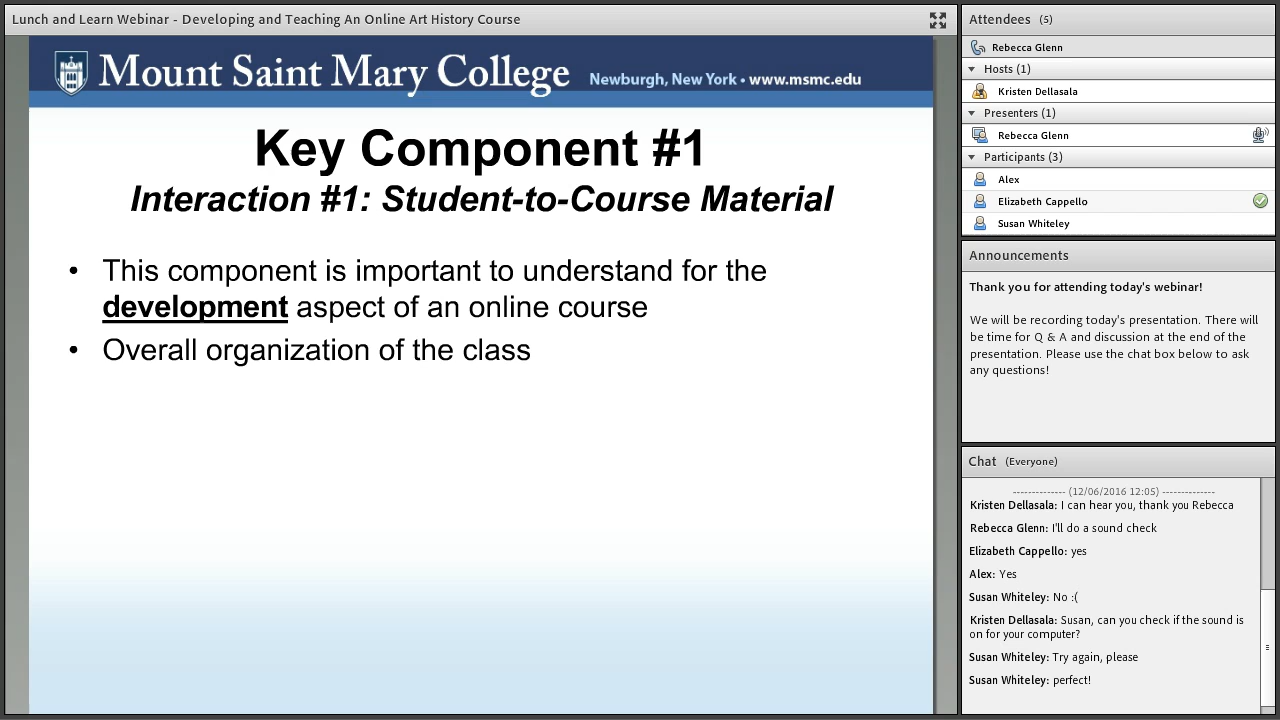 Lunch and Learn Webinar - Developing and Teaching An Online Art History Course
Mount Saint Mary College Newburgh, New York • www.msmc.edu
Key Component #1
Interaction #1: Student-to-Course Material
• This component is important to understand for the
development aspect of an online course
• Overall organization of the class
Attendees (5)
Rebecca Glenn
Hosts (1)
Kristen Dellasala
Presenters (1)
Rebecca Glenn
Participants (3)
Alex
Elizabeth Cappello
Susan Whiteley
Announcements
Thank you for attending today's webinar!
We will be recording today's presentation. There will
be time for Q & A and discussion at the end of the
presentation. Please use the chat box below to ask
any questions!
Chat (Everyone)
-------------- (12/06/2016 12:05) --------------
Kristen Dellasala: I can hear you, thank you Rebecca
Rebecca Glenn: I'll do a sound check
Elizabeth Cappello: yes
Alex: Yes
Susan Whiteley: No :(
Kristen Dellasala: Susan, can you check if the sound is
on for your computer?
Susan Whiteley: Try again, please
Susan Whiteley: perfect!